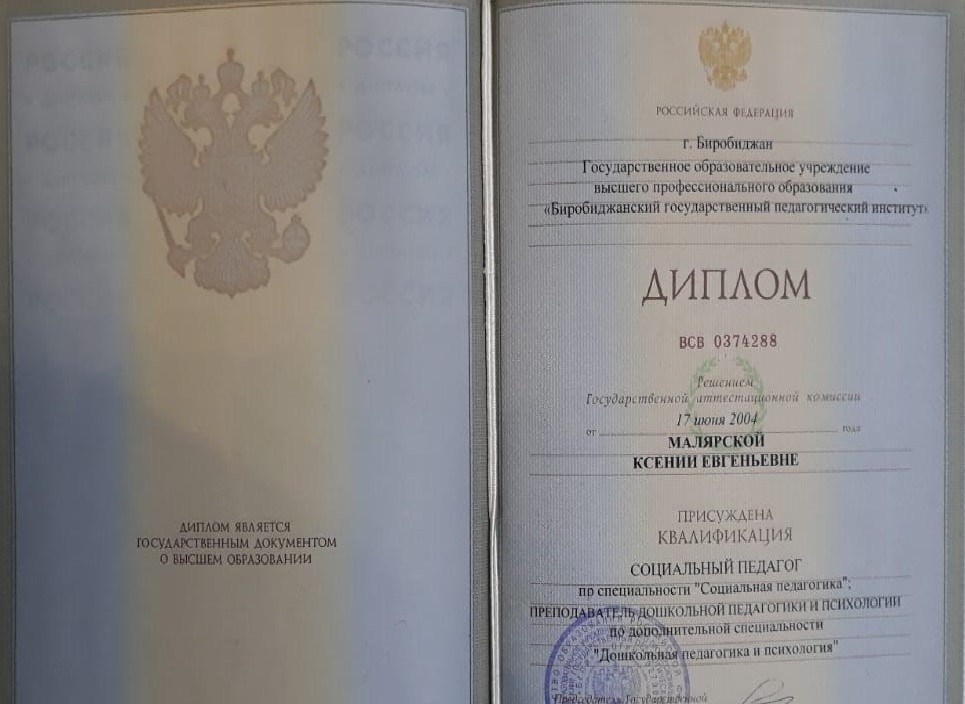 ДИПЛОМ ЯВЛЯЕТСЯ
ГОСУДАРСТВЕННЫМ ДОКУМЕНТОМ
О ВЫСШЕМ ОБРАЗОВАНИИ
РОССИЙСКАЯ ФЕДЕРАЦИЯ
г. Биробиджан
Государственное образовательное учреждение
высшего профессионального образования
«Биробиджанский государственный педагогический институт»
ДИПЛОМ
ВСВ 0374288
Решением
Государственной аттестационной комиссии
от 17 июня 2004 года
МАЛЯРСКОЙ
КСЕНИИ ЕВГЕНЬЕВНЕ
ПРИСУЖДЕНА
КВАЛИФИКАЦИЯ
СОЦИАЛЬНЫЙ ПЕДАГОГ
по специальности "Социальная педагогика";
ПРЕПОДАВАТЕЛЬ ДОШКОЛЬНОЙ ПЕДАГОГИКИ И ПСИХОЛОГИИ
по дополнительной специальности
"Дошкольная педагогика и психология"
Председатель Государственной